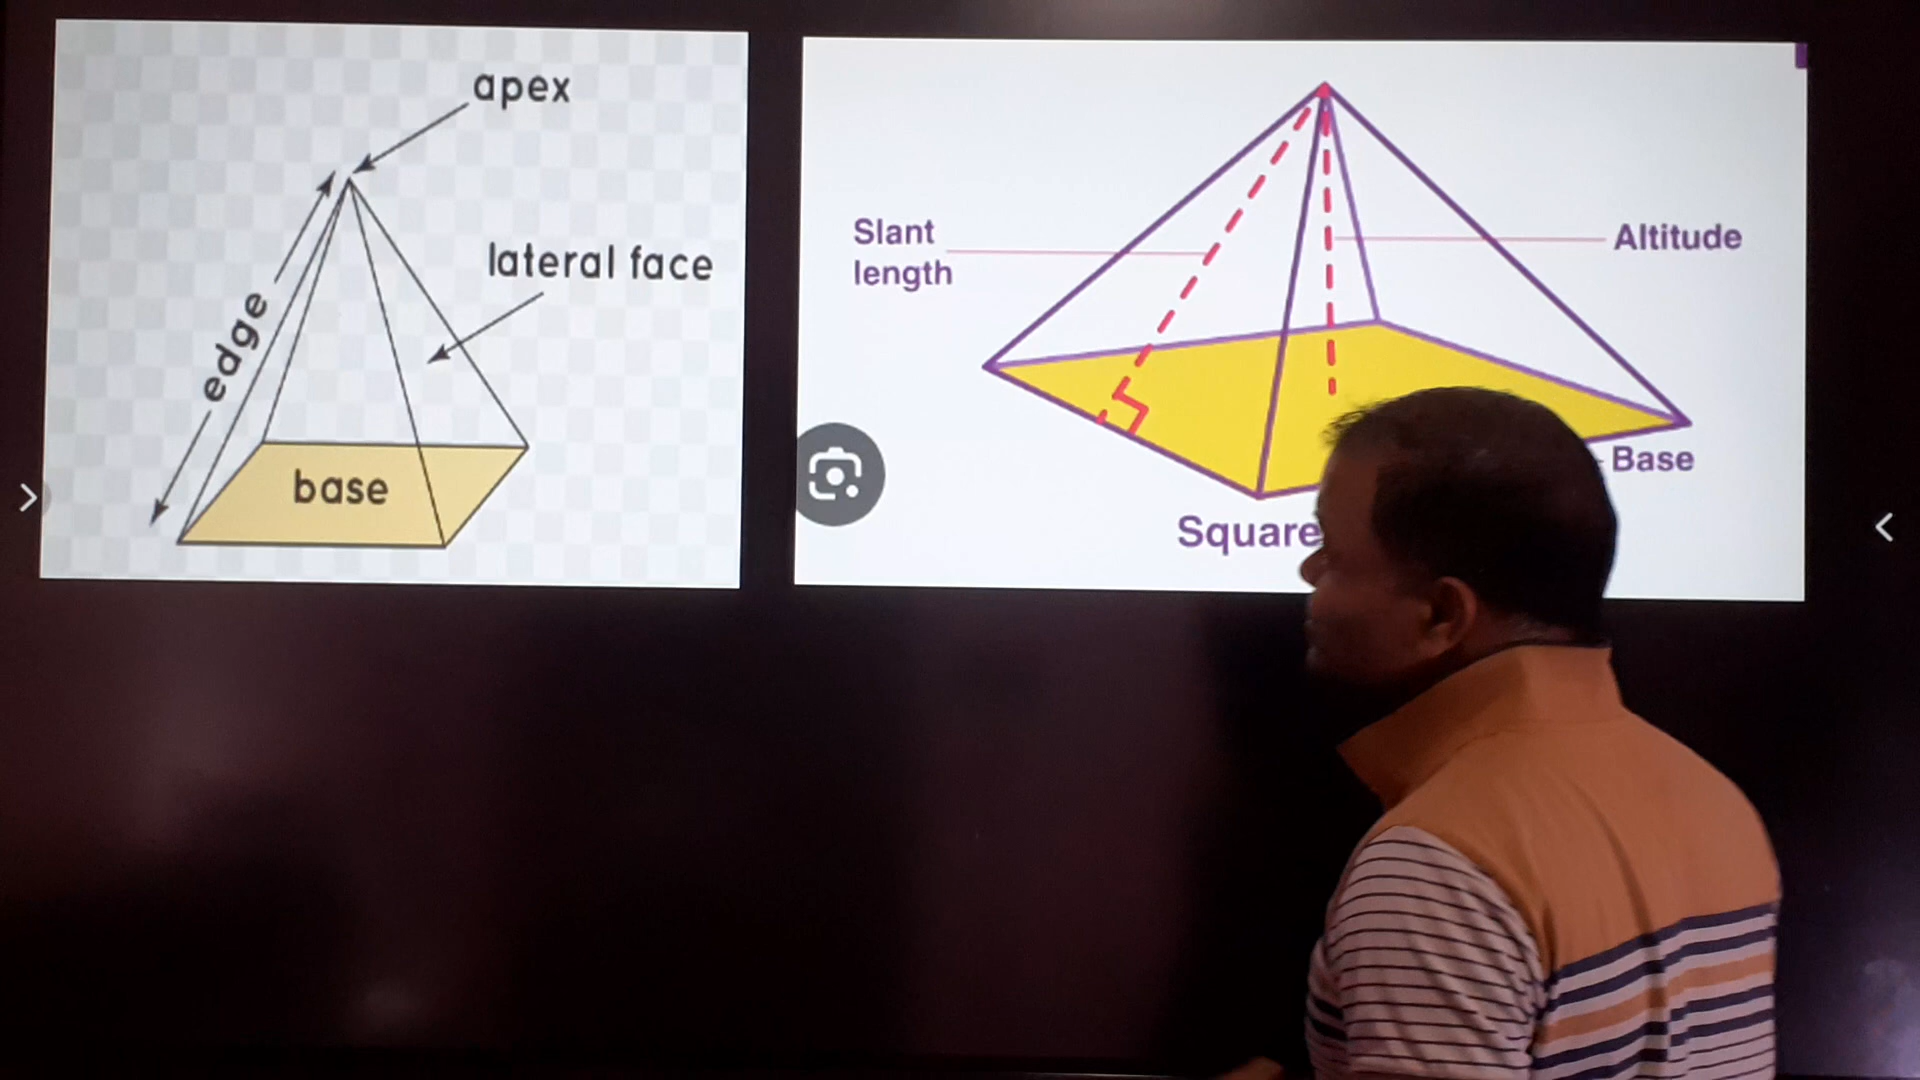 apex
lateral face
edge
base
Slant
length
Altitude
Base
Square